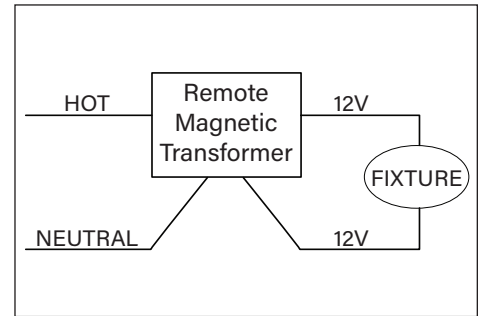 HOT
Remote
Magnetic
Transformer
12V
FIXTURE
NEUTRAL
12V